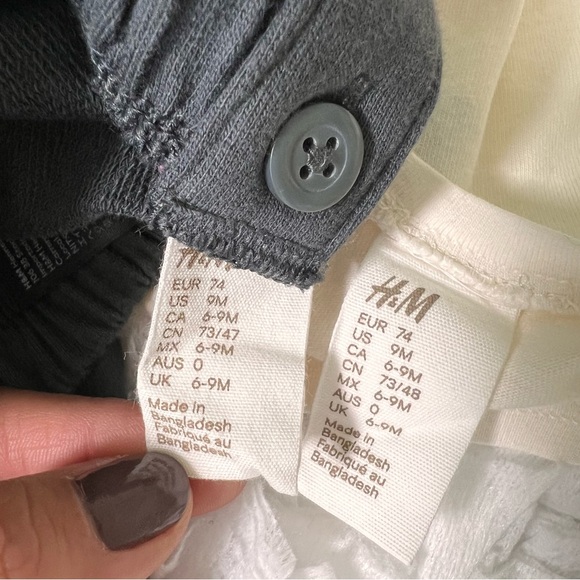 H&M
EUR 74
US 9M
CA 6-9M
CN 73/47
MX 6-9M
AUS 0
UK 6-9M
Made in
Bangladesh
Fabriqué au
Bangladesh
H&M
EUR 74
US 9M
CA 6-9M
CN 73/48
MX 6-9M
AUS 0
UK 6-9M
Made in
Bangladesh
Fabriqué au
Bangladesh